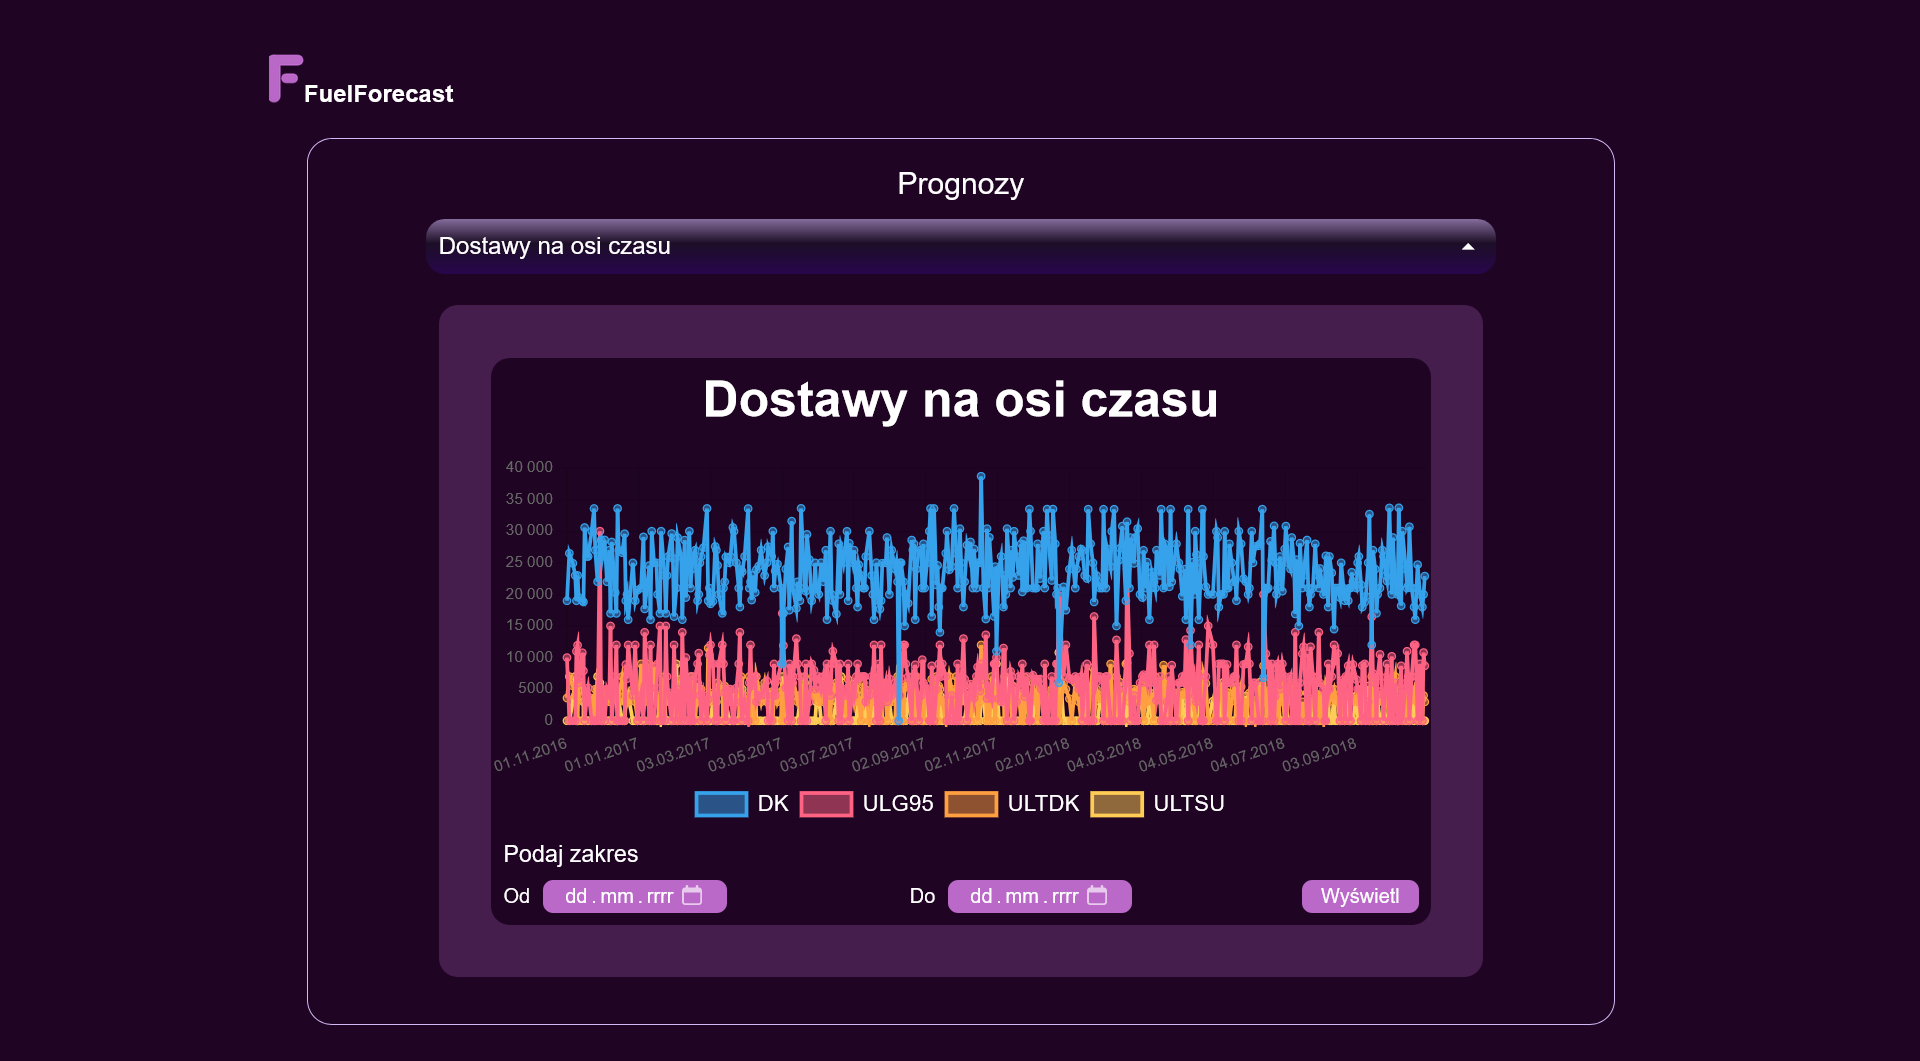 FuelForecast
Prognozy
Dostawy na osi czasu
Dostawy na osi czasu
40 000
35 000
30 000
25 000
20 000
15 000
10 000
5000
0
01.11.2016 01.01.2017 03.03.2017 03.05.2017 03.07.2017 02.09.2017 02.11.2017 02.01.2018 04.03.2018 04.05.2018 04.07.2018 03.09.2018
DK ULG95 ULTDK ULTSU
Podaj zakres
Od dd.mm.rrrr Do dd.mm.rrrr Wyświetl